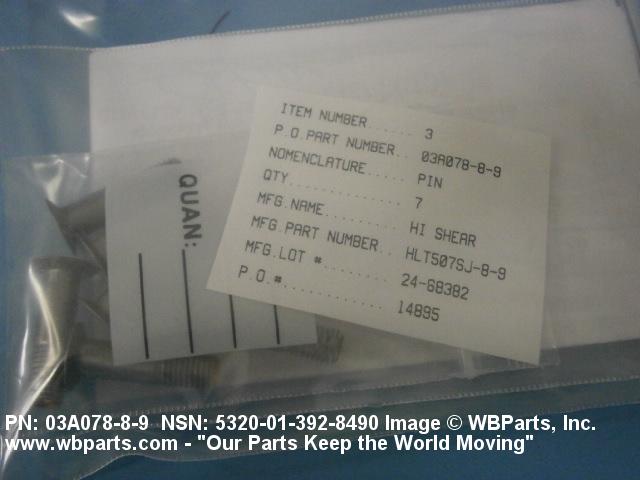 ITEM NUMBER...... 3
P.O.PART NUMBER.. 03A078-8-9
NOMENCLATURE..... PIN
QTY.............. 7
MFG.NAME......... HI SHEAR
MFG.PART NUMBER.. HLT507SJ-8-9
MFG.LOT #........ 24-68382
P.O.#............ 14895
QUAN:
PN: 03A078-8-9 NSN: 5320-01-392-8490 Image © WBParts, Inc.
www.wbparts.com - "Our Parts Keep the World Moving"